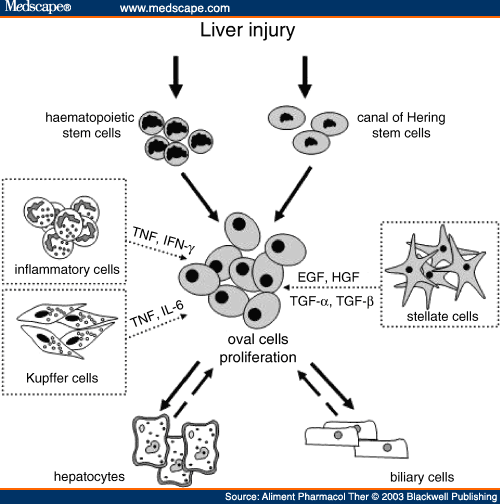 Medscape® www.medscape.com
Liver injury
haematopoietic
stem cells
canal of Hering
stem cells
TNF, IFN-γ
inflammatory cells
EGF, HGF
TGF-α, TGF-β
stellate cells
TNF, IL-6
Kupffer cells
oval cells
proliferation
hepatocytes
biliary cells
Source: Aliment Pharmacol Ther © 2003 Blackwell Publishing